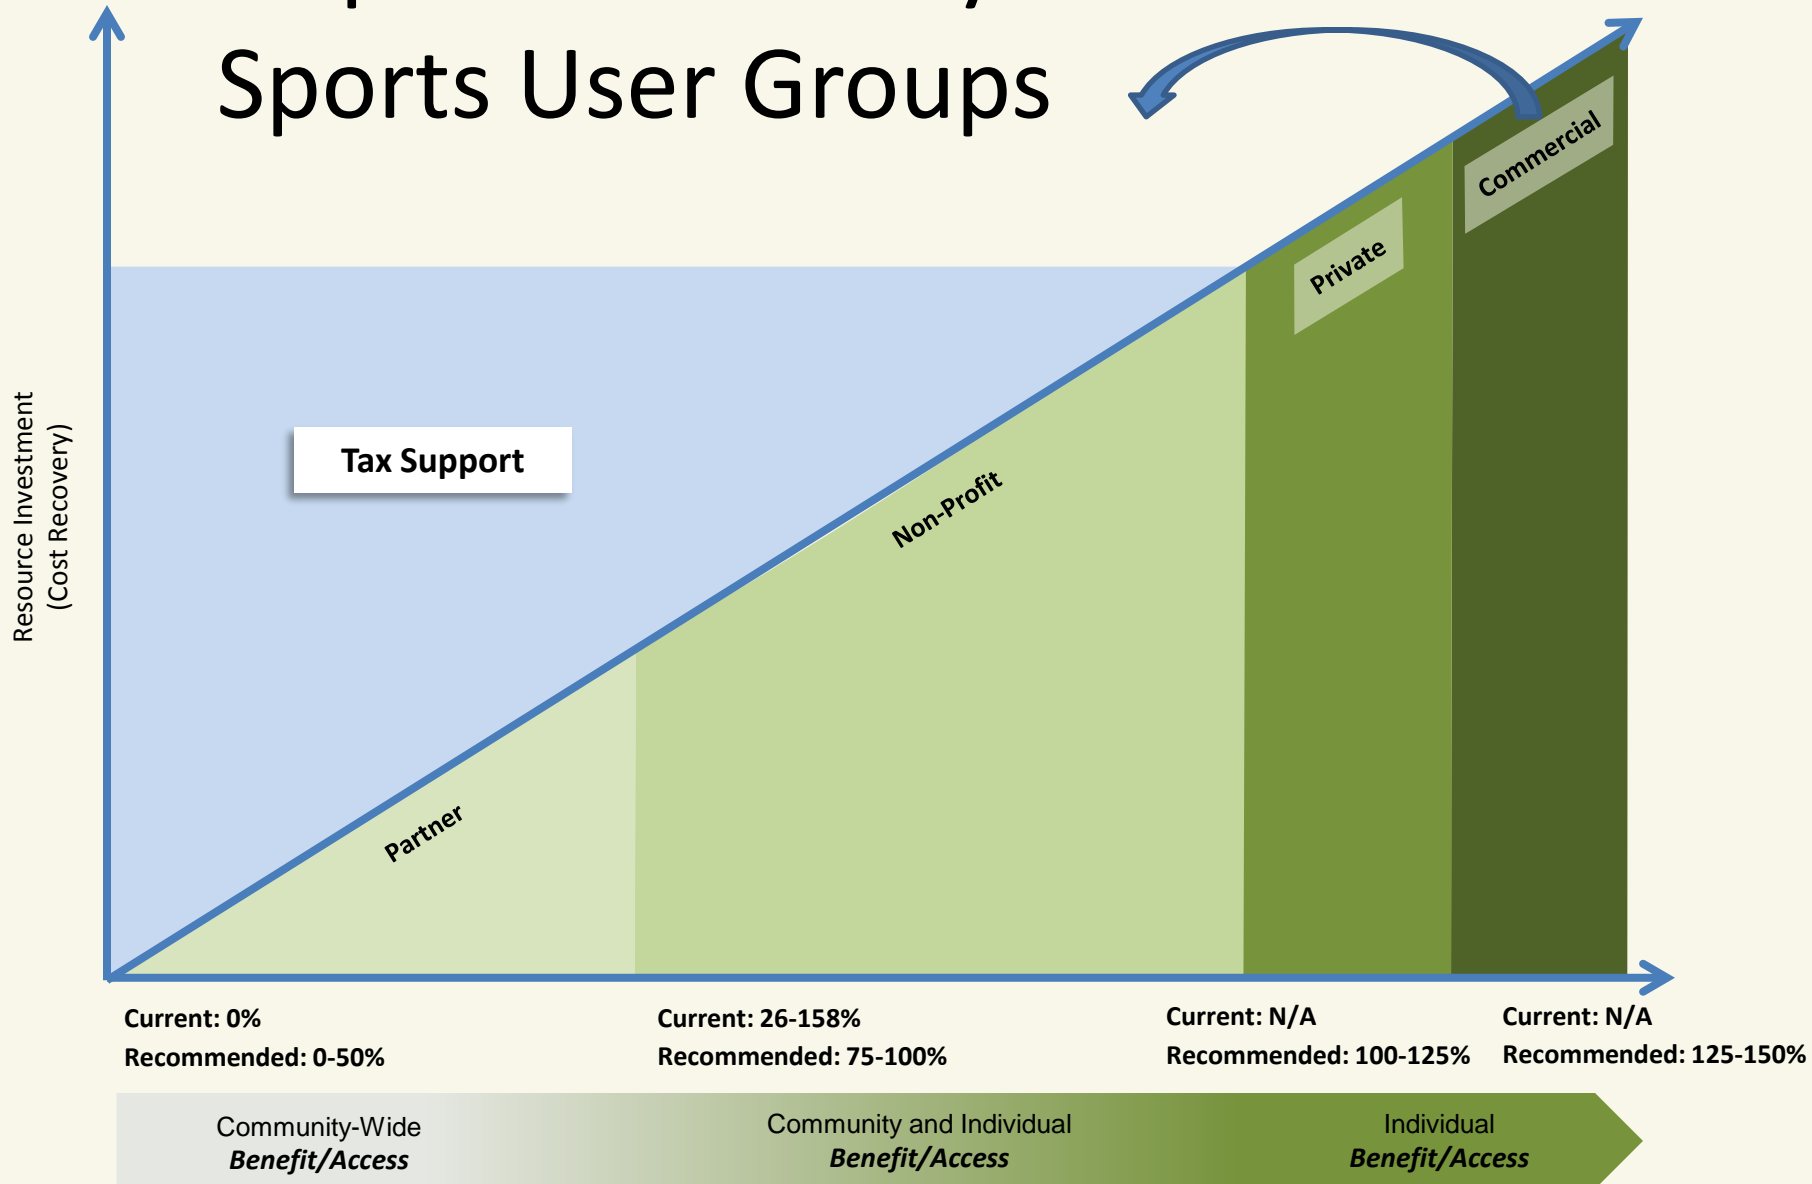 Sports User Groups
Commercial
Private
Tax Support
Non-Profit
Partner
Resource Investment
(Cost Recovery)
Current: 0%
Recommended: 0-50%
Current: 26-158%
Recommended: 75-100%
Current: N/A
Recommended: 100-125%
Current: N/A
Recommended: 125-150%
Community-Wide
Benefit/Access
Community and Individual
Benefit/Access
Individual
Benefit/Access